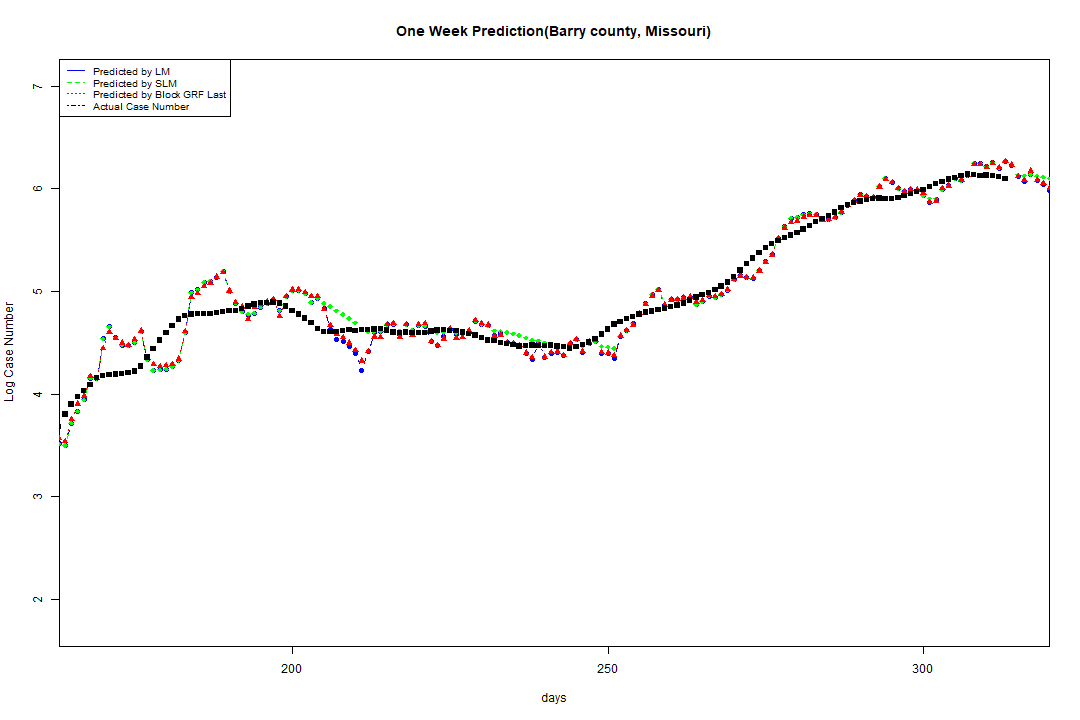 One Week Prediction(Barry county, Missouri)
Predicted by LM
Predicted by SLM
Predicted by Block GRF Last
Actual Case Number
7
6
5
4
3
2
Log Case Number
200
250
300
days